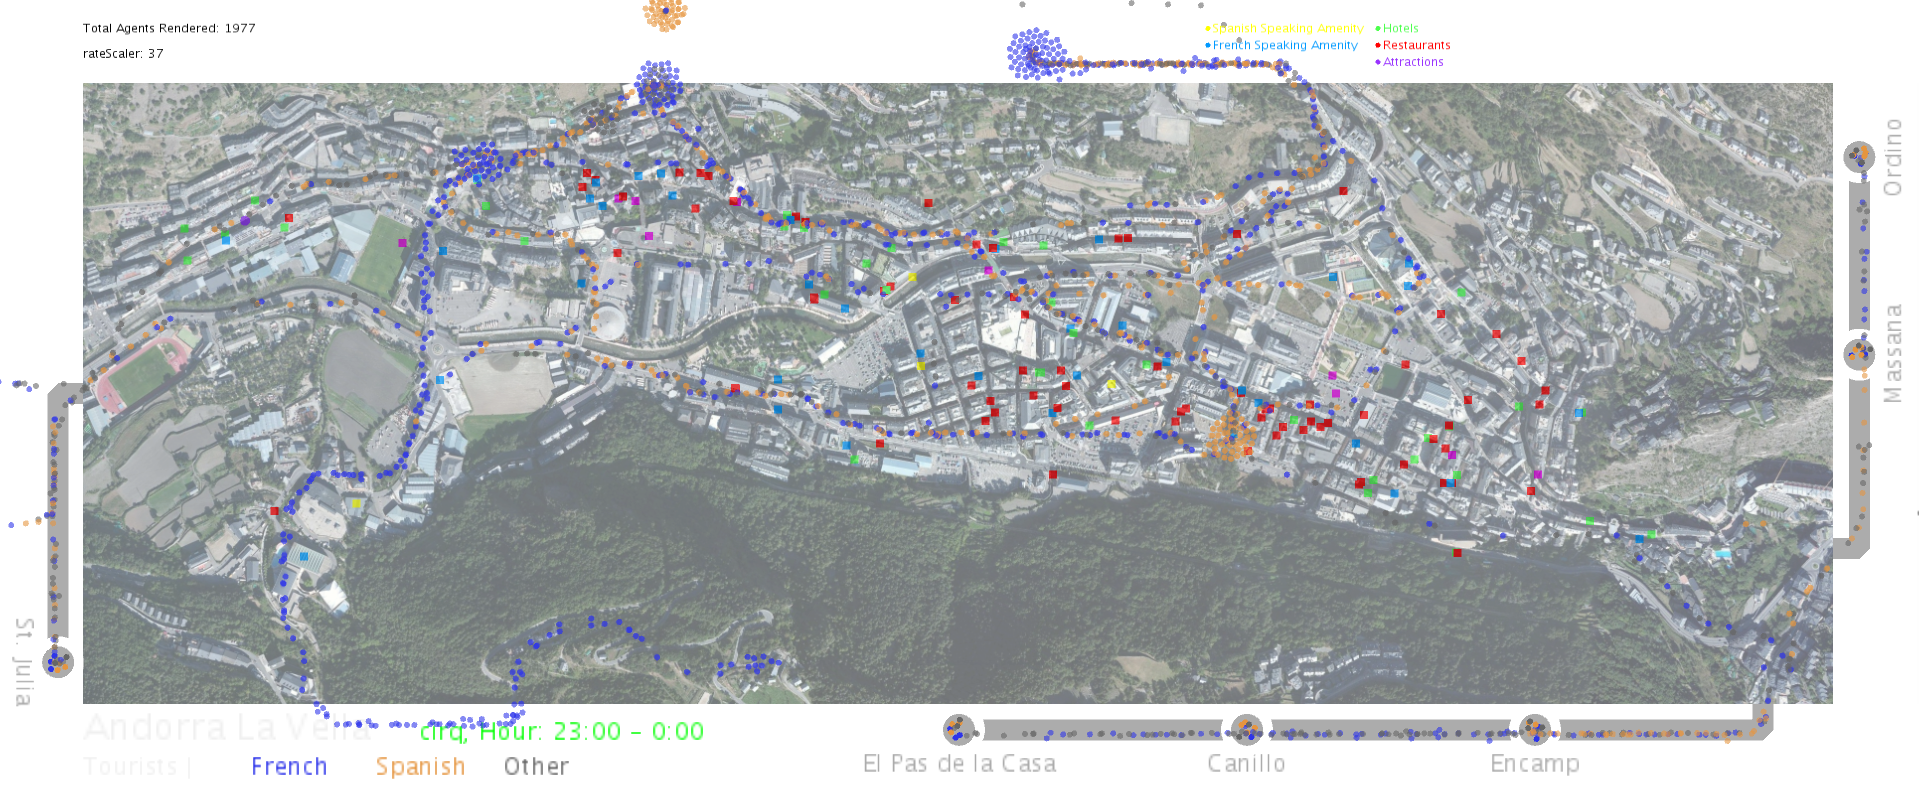 Total Agents Rendered: 1977
rateScaler: 37
Spanish Speaking Amenity
French Speaking Amenity
Hotels
Restaurants
Attractions
Ordino
Massana
St. Julia
Andorra La Vella
cirq, Hour: 23:00 - 0:00
Tourists | French Spanish Other
El Pas de la Casa
Canillo
Encamp